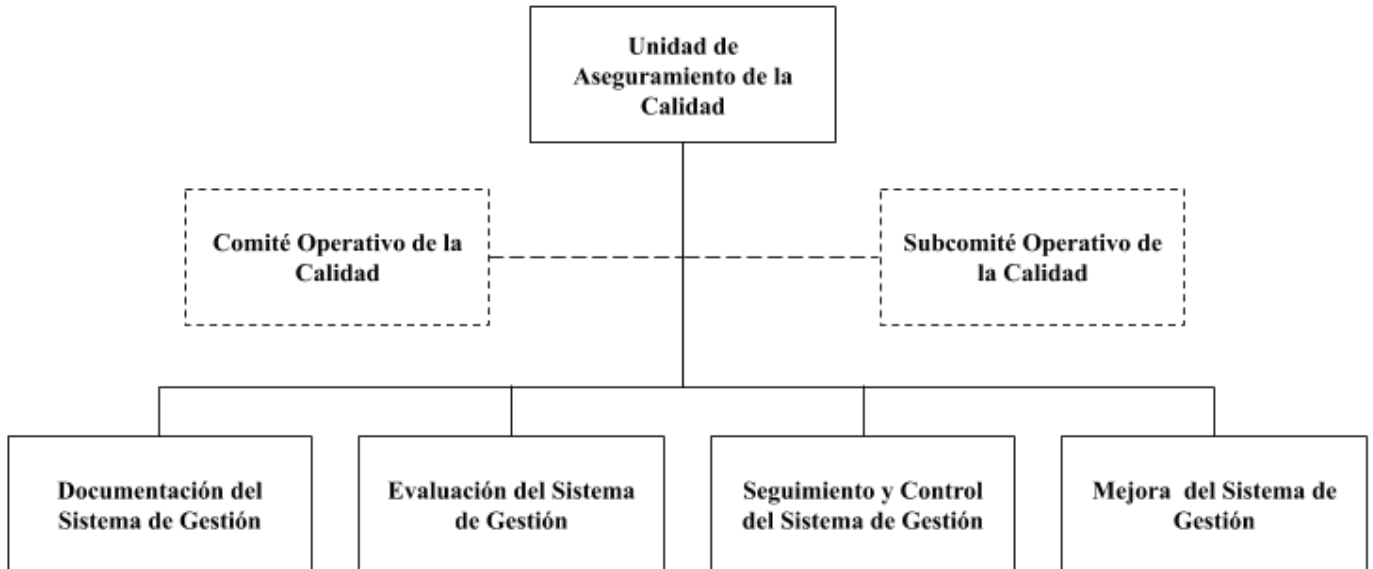 Unidad de
Aseguramiento de la
Calidad
Comité Operativo de la
Calidad
Subcomité Operativo de
la Calidad
Documentación del
Sistema de Gestión
Evaluación del Sistema
de Gestión
Seguimiento y Control
del Sistema de Gestión
Mejora  del Sistema de
Gestión